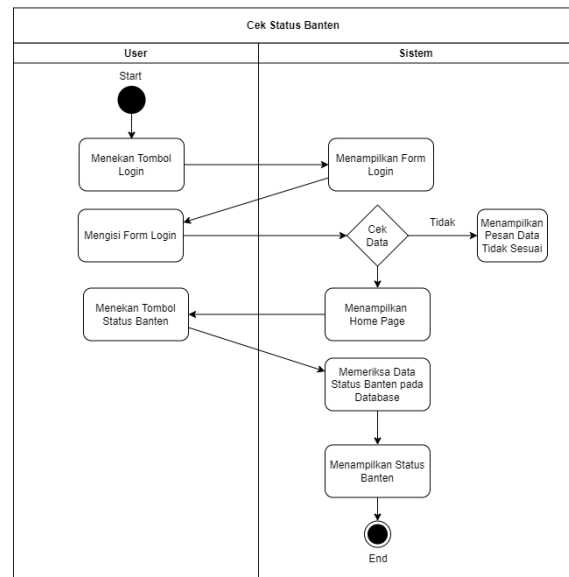 Cek Status Banten
User
Sistem
Start
Menekan Tombol
Login
Menampilkan Form
Login
Mengisi Form Login
Cek
Data
Tidak
Menampilkan
Pesan Data
Tidak Sesuai
Menekan Tombol
Status Banten
Menampilkan
Home Page
Memeriksa Data
Status Banten pada
Database
Menampilkan Status
Banten
End